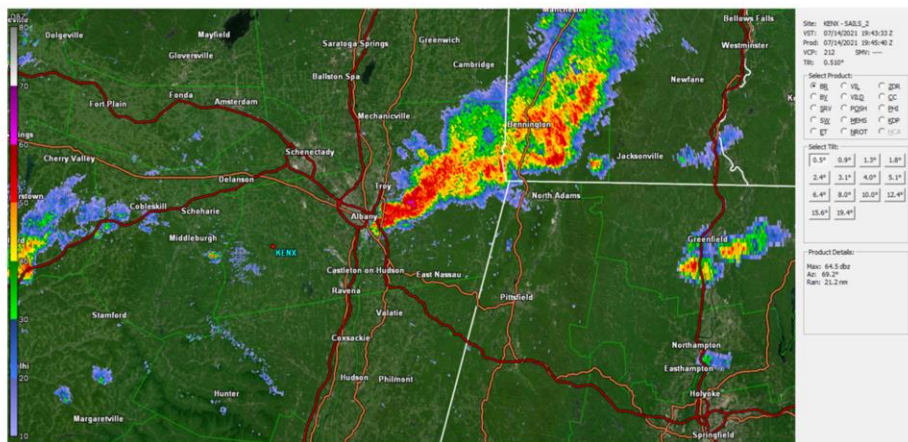 Dolgeville
Mayfield
Gloversville
Saratoga Springs
Greenwich
Manchester
Bellows Falls
Westminster
Ballston Spa
Cambridge
Newfane
Fonda
Fort Plain
Amsterdam
Mechanicville
Bennington
Schenectady
Cherry Valley
Delanson
Troy
Jacksonville
North Adams
Cobleskill
Schoharie
Albany
Middleburgh
KENX
Greenfield
Castleton on Hudson
East Nassau
Ravena
Pittsfield
Stamford
Valatie
Coxsackie
Northampton
Easthampton
Hunter
Hudson
Philmont
Holyoke
Margaretville
Springfield
80
70
60
30
20
10
Site: KENX - SAILS_2
VST: 07/14/2021 19:43:33 Z
Prod: 07/14/2021 19:45:40 Z
VCP: 212 SMV: ---
Tilt: 0.510°
Select Product:
BR VIL ZDR
BV VILD CC
SRV POSH PHI
SW MEHS KDP
ET NROT HCA
Select Tilt:
0.5° 0.9° 1.3° 1.8°
2.4° 3.1° 4.0° 5.1°
6.4° 8.0° 10.0° 12.4°
15.6° 19.4°
Product Details:
Max: 64.5 dbz
Az: 69.2°
Ran: 21.2 nm